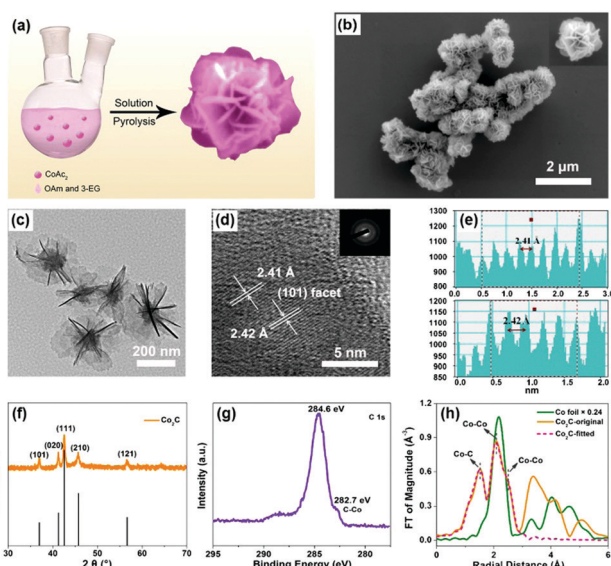 (a)
Solution
Pyrolysis
CoAc₂
OAm and 3-EG
(b)
2 µm
(c)
200 nm
(d)
2.41 Å
(101) facet
2.42 Å
5 nm
(e)
1300
1200
1100
1000
900
800
2.41 Å
0.0 0.5 1.0 1.5 2.0 2.5 3.0
1150
1100
1050
1000
950
900
850
2.42 Å
0.0 0.5 1.0 1.5 2.0
nm
(f)
Co₂C
(111)
(020)
(101)
(210)
(121)
30 40 50 60 70
2 θ (°)
(g)
C 1s
284.6 eV
282.7 eV
C-Co
Intensity (a.u.)
295 290 285 280
Binding Energy (eV)
(h)
Co foil × 0.24
Co₂C-original
Co₂C-fitted
Co-Co
Co-C
Co-Co
FT of Magnitude (Å⁻³)
1.2
0.9
0.6
0.3
0.0
0 2 4 6
Radial Distance (Å)